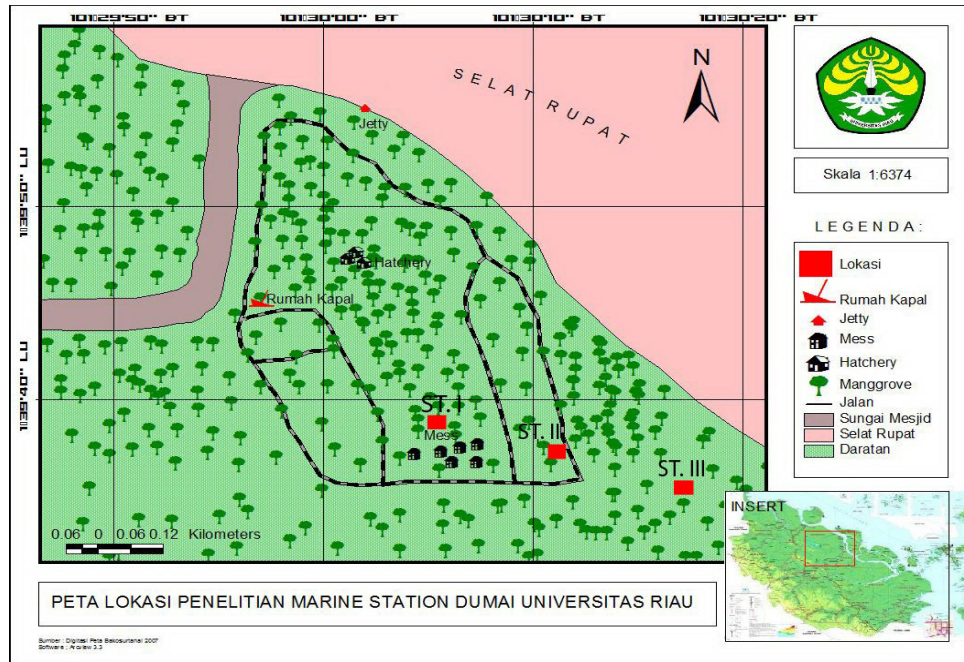 101°29'50" BT 101°30'00" BT 101°30'10" BT 101°30'20" BT
1°39'50" LU
1°39'40" LU
SELAT RUPAT
N
Jetty
Hatchery
Rumah Kapal
ST. I
Mess
ST. II
ST. III
0.06 0 0.06 0.12 Kilometers
PETA LOKASI PENELITIAN MARINE STATION DUMAI UNIVERSITAS RIAU
Sumber : Digitasi Peta Bakosurtanal 2007
Software : Arcview 3.3
UNIVERSITAS RIAU
Skala 1:6374
LEGENDA :
Lokasi
Rumah Kapal
Jetty
Mess
Hatchery
Manggrove
Jalan
Sungai Mesjid
Selat Rupat
Daratan
INSERT